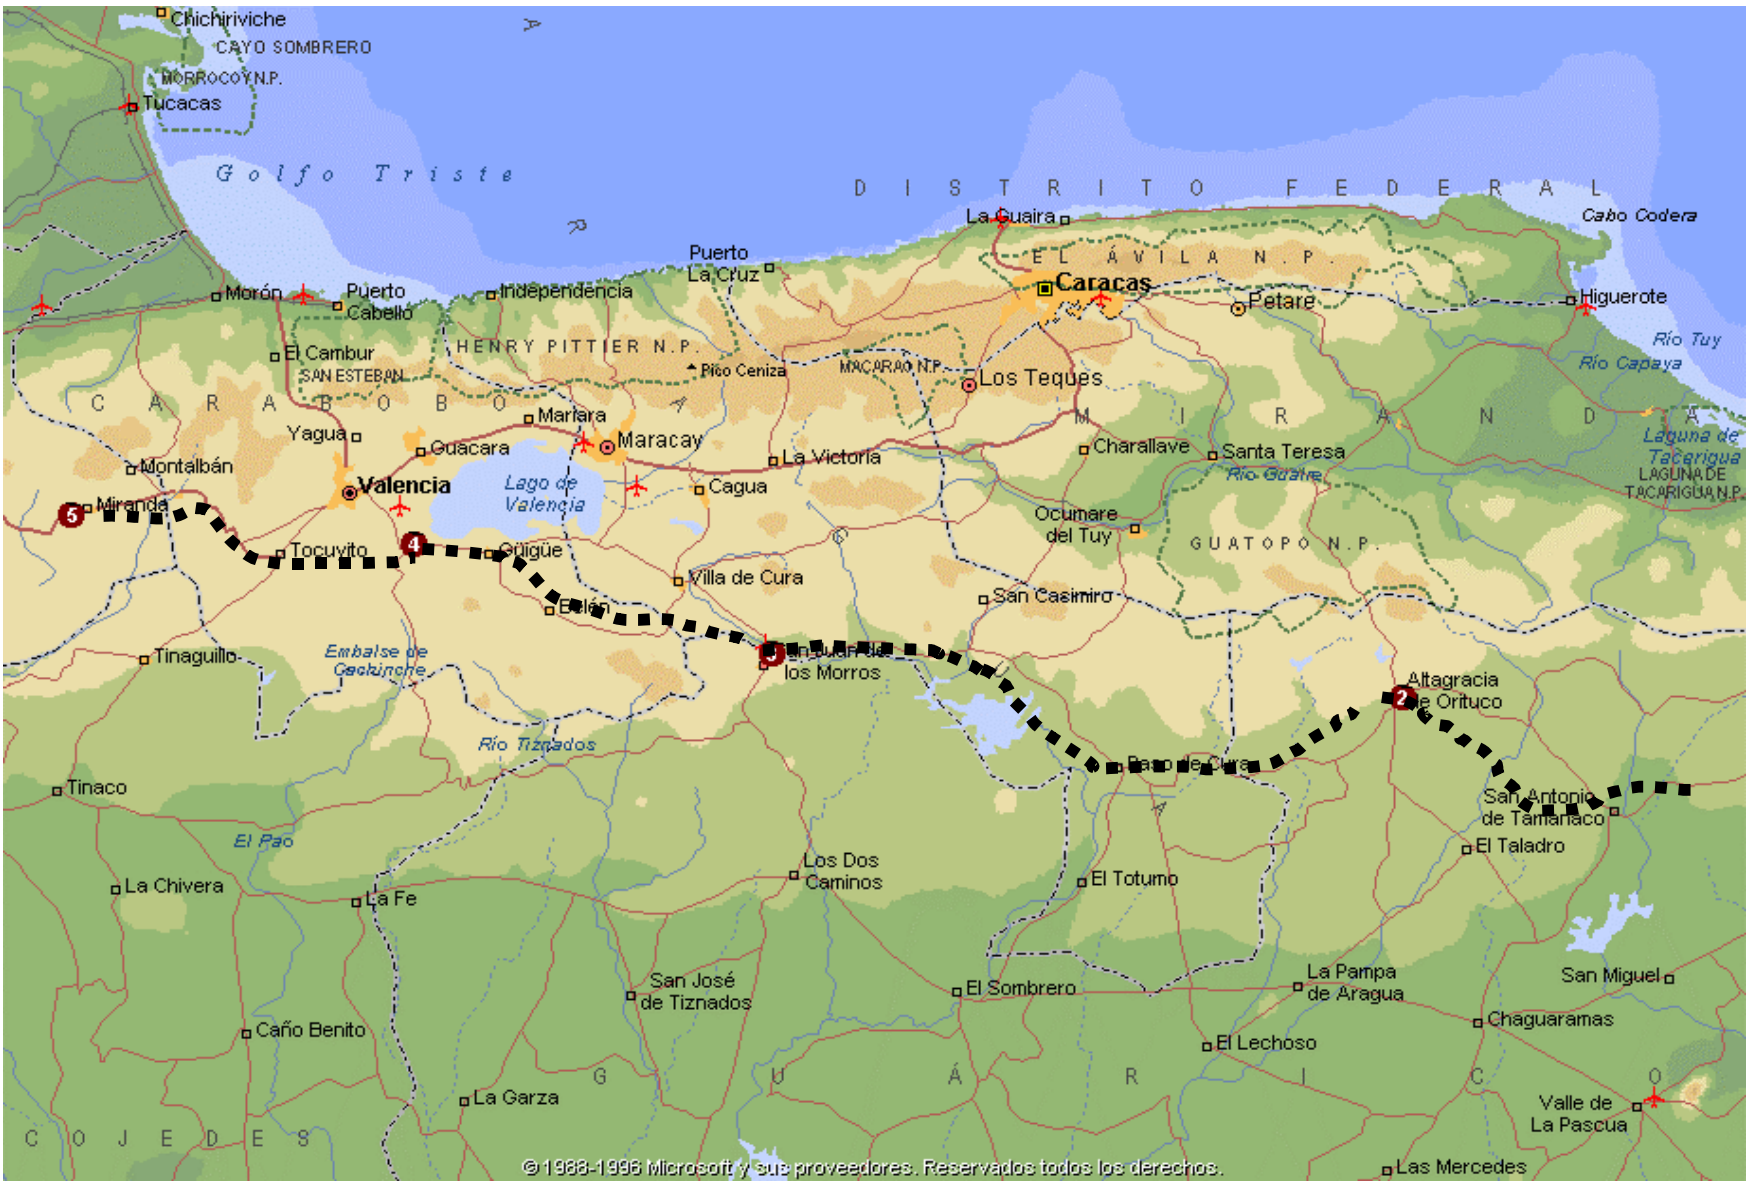 Chichiriviche
CAYO SOMBRERO
MORROCOY N.P.
Tucacas
Golfo Triste
DISTRITO FEDERAL
La Guaira
Cabo Codera
Puerto
La Cruz
EL ÁVILA N.P.
Caracas
Morón
Puerto
Cabello
Independencia
Petare
Higuerote
Río Tuy
El Cambur
HENRY PITTIER N.P.
SAN ESTEBAN
Pico Ceniza
MACARAO N.P.
Los Teques
Río Capaya
CARABOBO
A
R
A
G
U
A
MIRANDA
Mariara
Yagua
Guacara
Maracay
La Victoria
Charallave
Santa Teresa
Río Guaire
Laguna de
Tacarigua
LAGUNA DE
TACARIGUA N.P.
Montalbán
Valencia
Lago de
Valencia
Cagua
5
Miranda
Ocumare
del Tuy
GUATOPO N.P.
Tocuyito
4
Güigüe
Villa de Cura
Belén
San Casimiro
Tinaguillo
Embalse de
Cachinche
3
San Juan de
los Morros
2
Altagracia
de Orituco
Río Tiznados
Paso de Cura
Tinaco
San Antonio
de Tamanaco
El Pao
El Taladro
La Chivera
La Fe
Los Dos
Caminos
El Totumo
San José
de Tiznados
El Sombrero
La Pampa
de Aragua
San Miguel
Caño Benito
Chaguaramas
El Lechoso
GUÁRICO
La Garza
Valle de
La Pascua
COJEDES
©1988-1996 Microsoft y sus proveedores. Reservados todos los derechos.
Las Mercedes